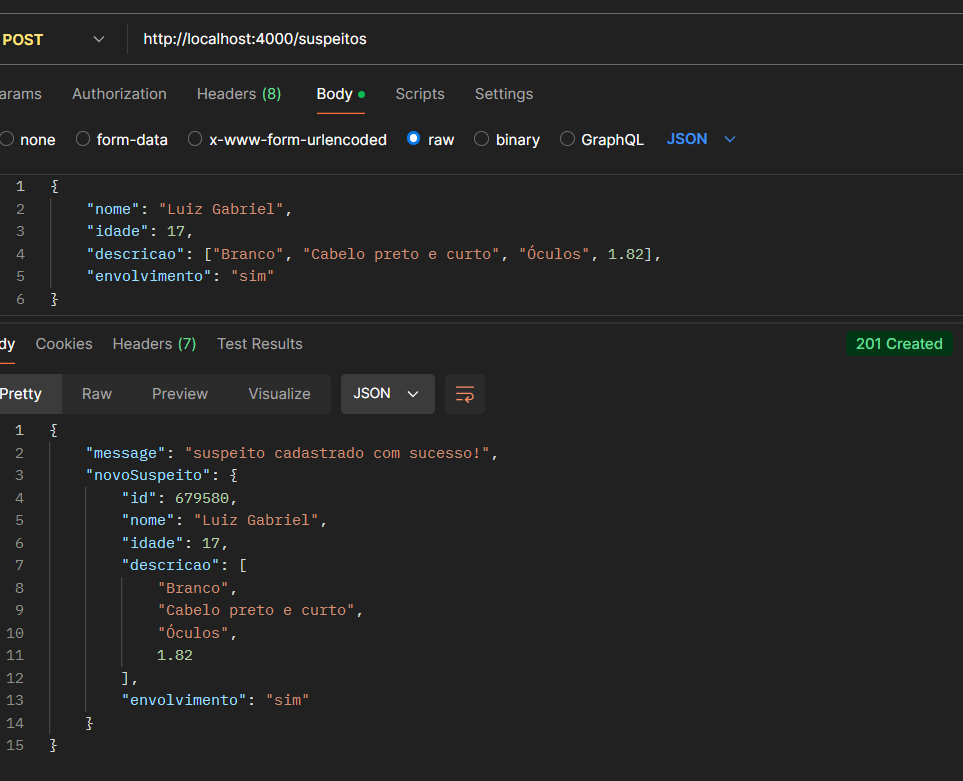 POST http://localhost:4000/suspeitos
arams Authorization Headers (8) Body Scripts Settings
none form-data x-www-form-urlencoded raw binary GraphQL JSON
1 {
2 "nome": "Luiz Gabriel",
3 "idade": 17,
4 "descricao": ["Branco", "Cabelo preto e curto", "Óculos", 1.82],
5 "envolvimento": "sim"
6 }
dy Cookies Headers (7) Test Results 201 Created
Pretty Raw Preview Visualize JSON
1 {
2 "message": "suspeito cadastrado com sucesso!",
3 "novoSuspeito": {
4 "id": 679580,
5 "nome": "Luiz Gabriel",
6 "idade": 17,
7 "descricao": [
8 "Branco",
9 "Cabelo preto e curto",
10 "Óculos",
11 1.82
12 ],
13 "envolvimento": "sim"
14 }
15 }